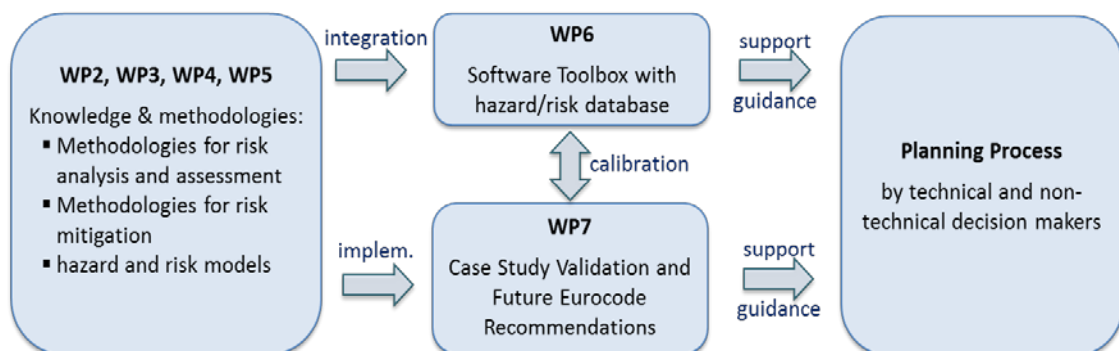 WP2, WP3, WP4, WP5
Knowledge & methodologies:
▪ Methodologies for risk
analysis and assessment
▪ Methodologies for risk
mitigation
▪ hazard and risk models
integration
implem.
WP6
Software Toolbox with
hazard/risk database
calibration
WP7
Case Study Validation and
Future Eurocode
Recommendations
support
guidance
support
guidance
Planning Process
by technical and non-
technical decision makers